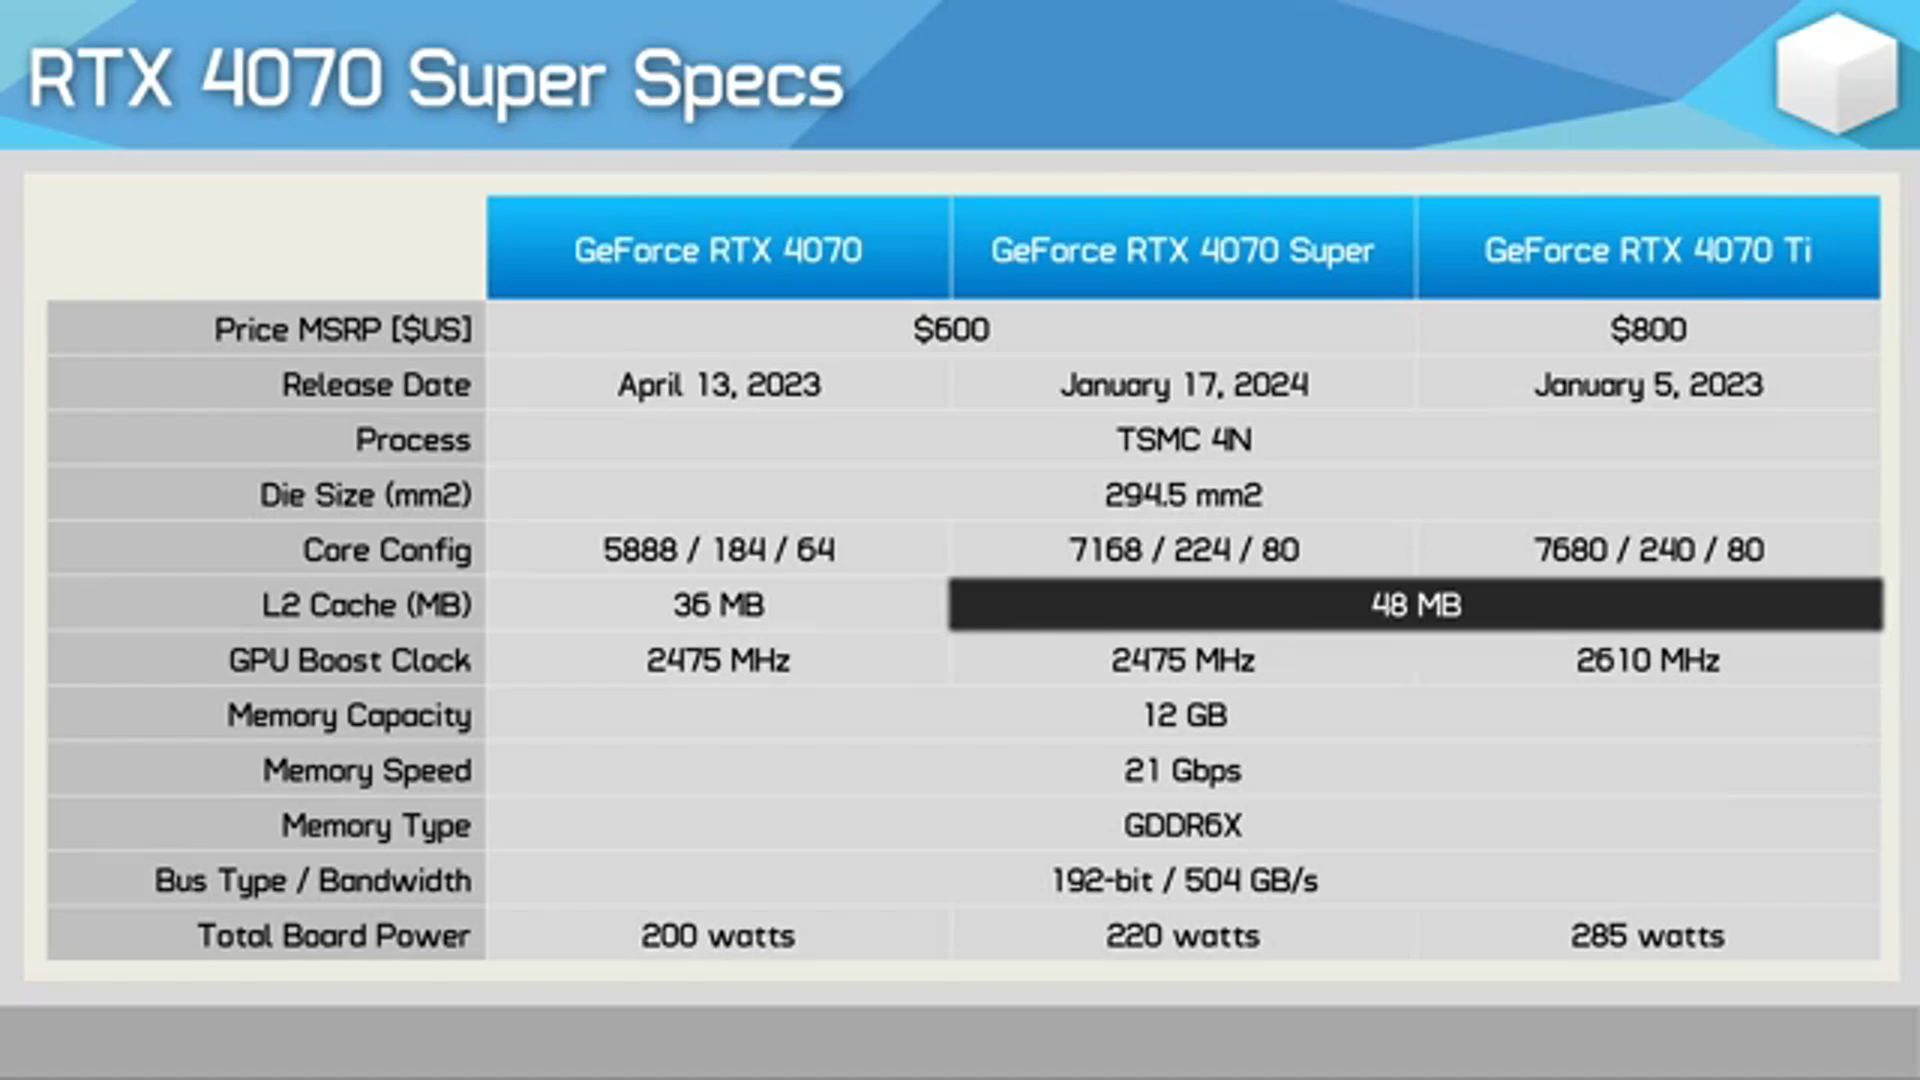 RTX 4070 Super Specs
GeForce RTX 4070 GeForce RTX 4070 Super GeForce RTX 4070 Ti
Price MSRP [$US] $600 $800
Release Date April 13, 2023 January 17, 2024 January 5, 2023
Process TSMC 4N
Die Size (mm2) 294.5 mm2
Core Config 5888 / 184 / 64 7168 / 224 / 80 7680 / 240 / 80
L2 Cache (MB) 36 MB 48 MB
GPU Boost Clock 2475 MHz 2475 MHz 2610 MHz
Memory Capacity 12 GB
Memory Speed 21 Gbps
Memory Type GDDR6X
Bus Type / Bandwidth 192-bit / 504 GB/s
Total Board Power 200 watts 220 watts 285 watts